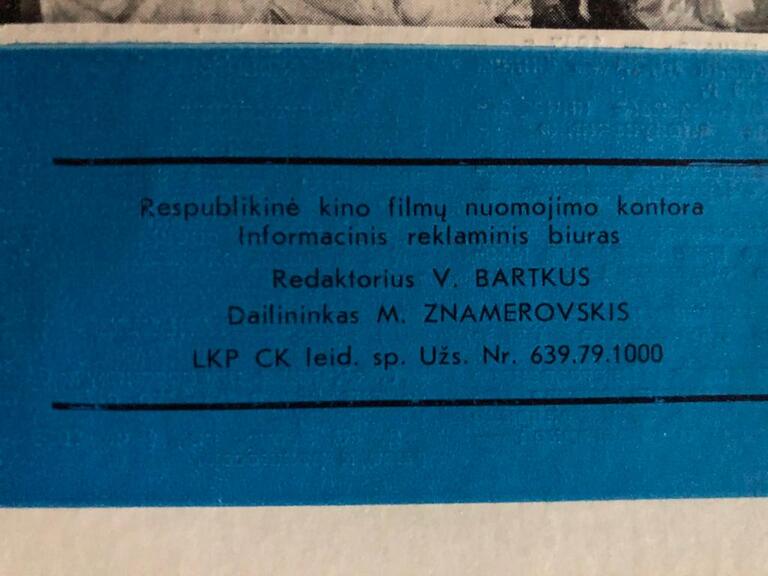 Respublikinė kino filmų nuomojimo kontora
Informacinis reklaminis biuras
Redaktorius V. BARTKUS
Dailininkas M. ZNAMEROVSKIS
LKP CK leid. sp. Užs. Nr. 639.79.1000